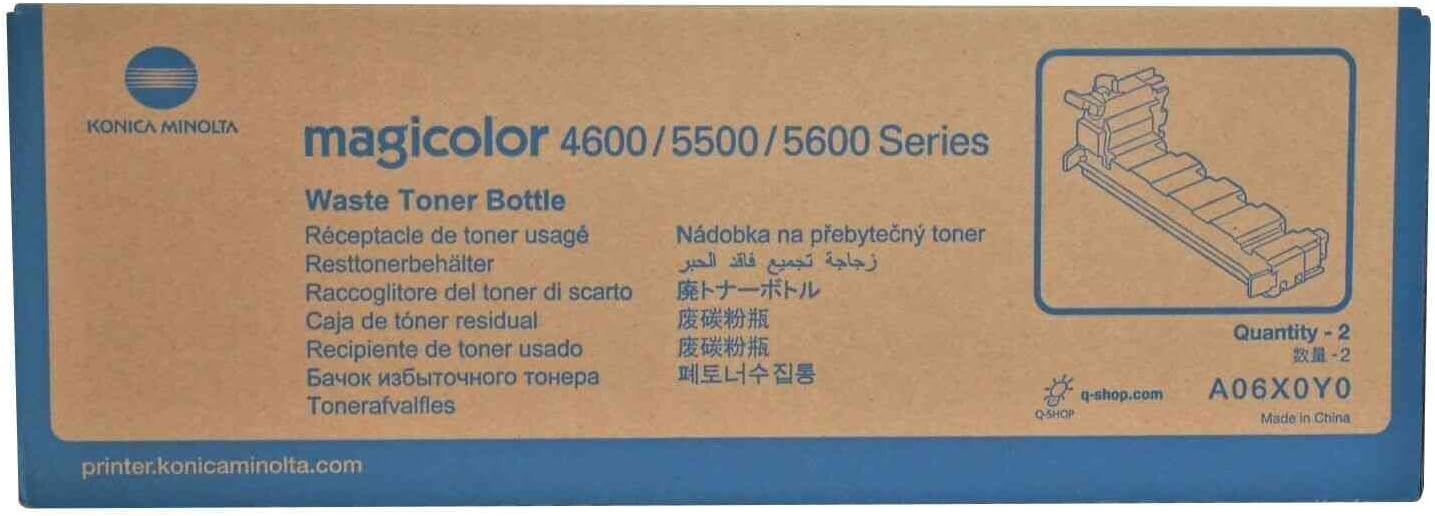 KONICA MINOLTA
magicolor 4600/5500/5600 Series
Waste Toner Bottle
Réceptacle de toner usagé
Resttonerbehälter
Raccoglitore del toner di scarto
Caja de tóner residual
Recipiente de toner usado
Бачок избыточного тонера
Tonerafvalfles
Nádobka na přebytečný toner
زجاجة تجميع فاقد الحبر
廃トナーボトル
废碳粉瓶
废碳粉瓶
폐토너수집통
Quantity - 2
数量 - 2
Q-SHOP
q-shop.com
A06X0Y0
Made in China
printer.konicaminolta.com